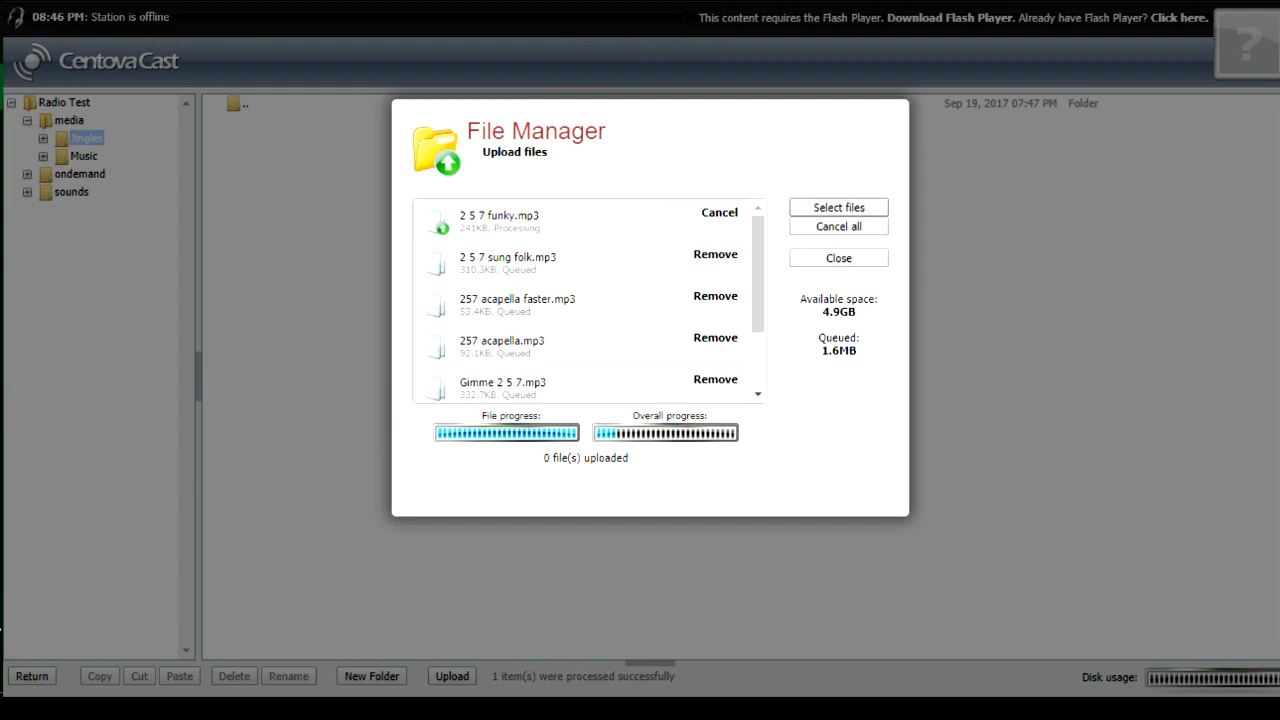 08:46 PM: Station is offline
This content requires the Flash Player. Download Flash Player. Already have Flash Player? Click here.
?
CentovaCast
Radio Test
media
Jingles
Music
ondemand
sounds
..
Sep 19, 2017 07:47 PM Folder
File Manager
Upload files
2 5 7 funky.mp3
241KB, Processing
Cancel
2 5 7 sung folk.mp3
310.3KB, Queued
Remove
257 acapella faster.mp3
53.4KB, Queued
Remove
257 acapella.mp3
92.1KB, Queued
Remove
Gimme 2 5 7.mp3
332.7KB, Queued
Remove
Select files
Cancel all
Close
Available space:
4.9GB
Queued:
1.6MB
File progress:
Overall progress:
0 file(s) uploaded
Return
Copy
Cut
Paste
Delete
Rename
New Folder
Upload
1 item(s) were processed successfully
Disk usage: